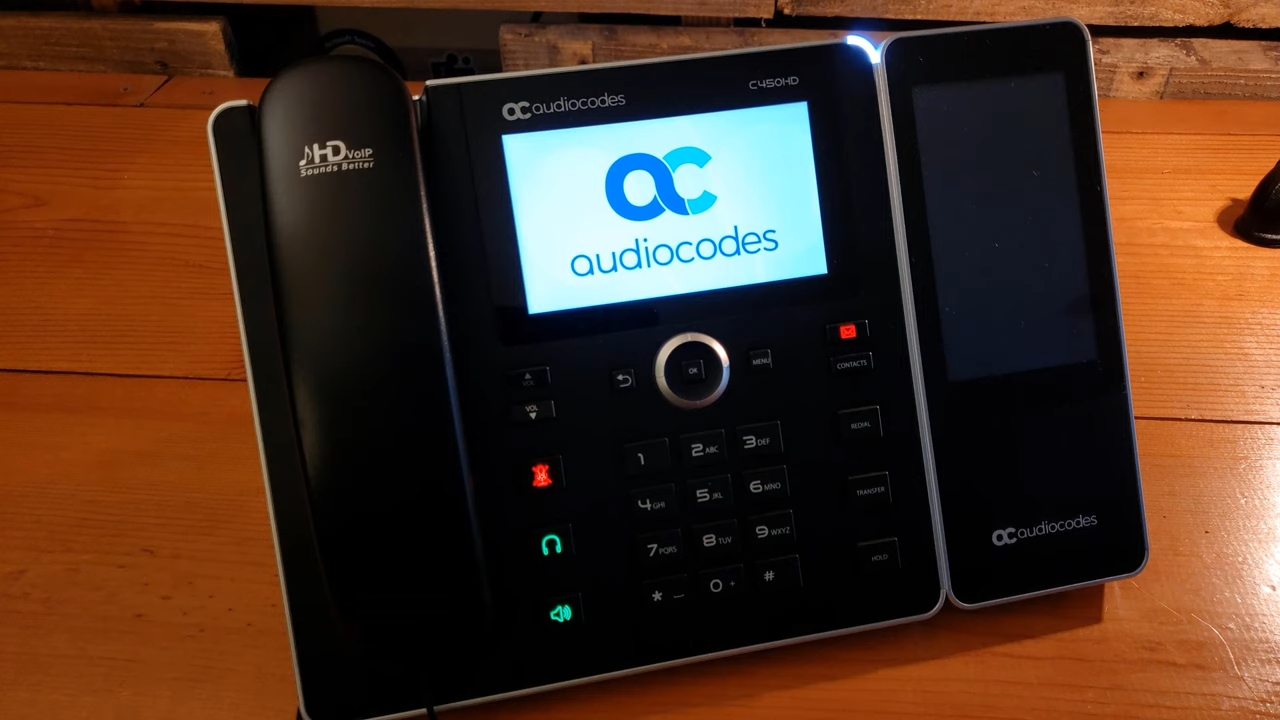 audiocodes
C450HD
HD VoIP
Sounds Better
audiocodes
VOL
OK
MENU
VOL
CONTACTS
1
2 ABC
3 DEF
REDIAL
4 GHI
5 JKL
6 MNO
TRANSFER
7 PQRS
8 TUV
9 WXYZ
HOLD
* _
0 +
#
audiocodes